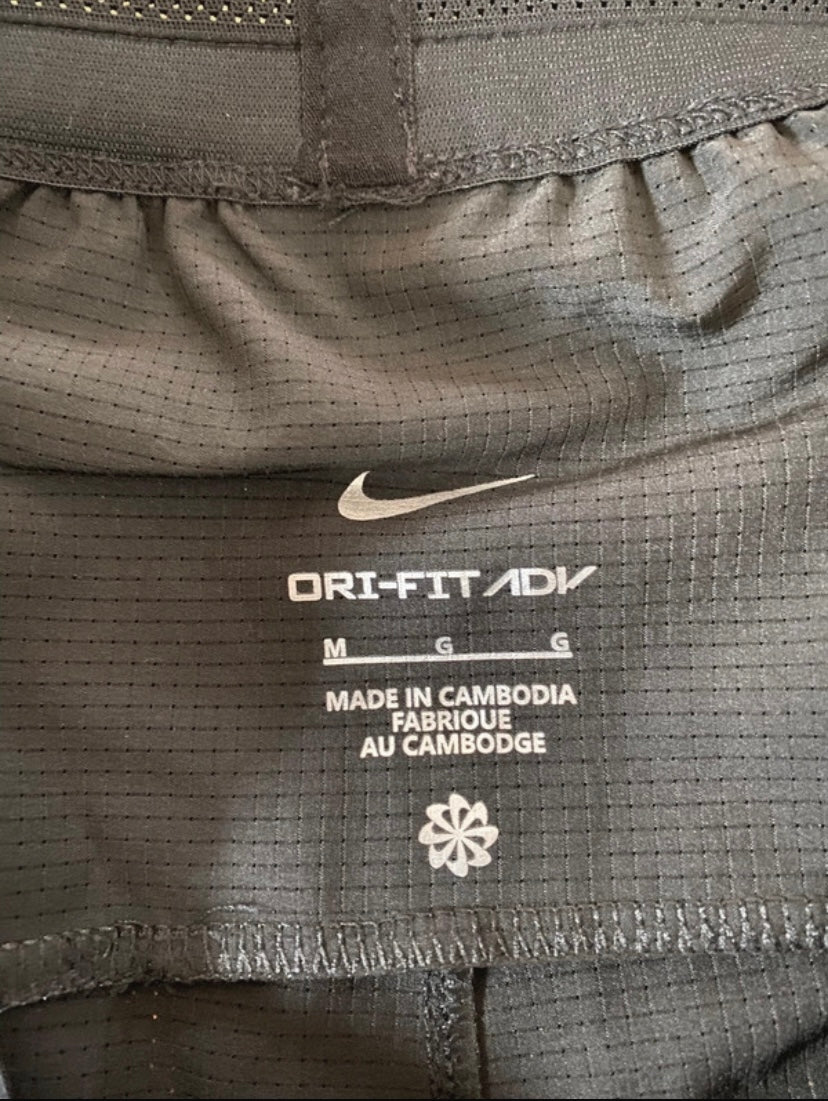 ORI-FIT ADV
M G G
MADE IN CAMBODIA
FABRIOUE
AU CAMBODGE